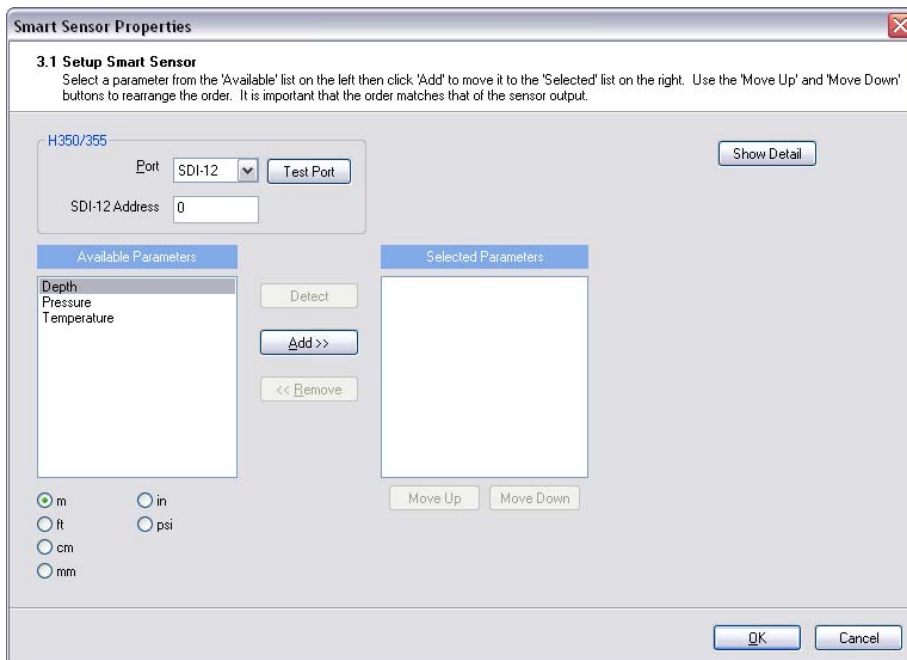 Smart Sensor Properties
3.1 Setup Smart Sensor
Select a parameter from the 'Available' list on the left then click 'Add' to move it to the 'Selected' list on the right. Use the 'Move Up' and 'Move Down'
buttons to rearrange the order. It is important that the order matches that of the sensor output.
H350/355
Port SDI-12 Test Port
SDI-12 Address 0
Show Detail
Available Parameters
Depth
Pressure
Temperature
Detect
Add >>
<< Remove
Selected Parameters
Move Up Move Down
m in
ft psi
cm
mm
OK Cancel